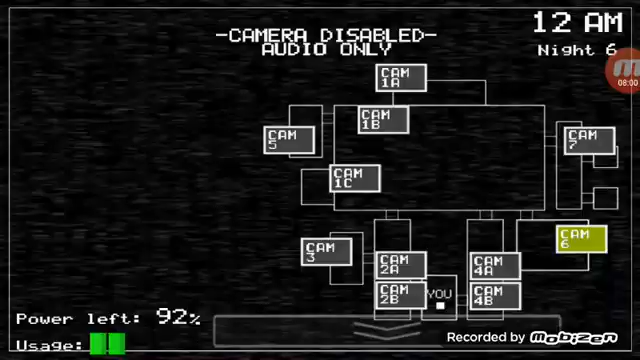 -CAMERA DISABLED-
AUDIO ONLY
12 AM
Night 6
08:00
CAM
1A
CAM
1B
CAM
5
CAM
7
CAM
1C
CAM
6
CAM
3
CAM
2A
CAM
4A
CAM
2B
YOU
CAM
4B
Power left: 92%
Usage:
Recorded by mobizen